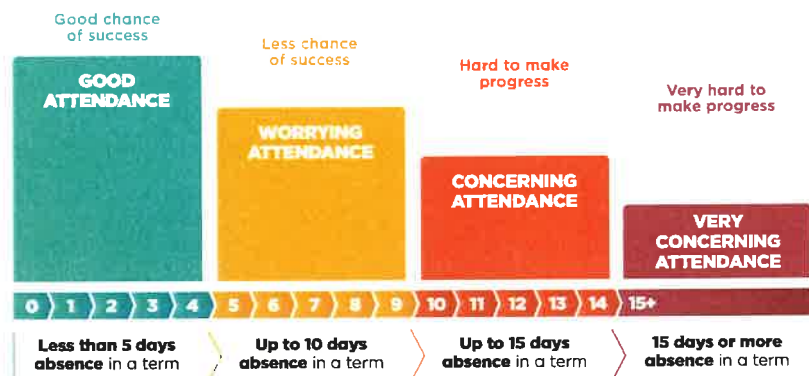 Good chance
of success
GOOD
ATTENDANCE
Less chance
of success
WORRYING
ATTENDANCE
Hard to make
progress
CONCERNING
ATTENDANCE
Very hard to
make progress
VERY
CONCERNING
ATTENDANCE
0 1 2 3 4 5 6 7 8 9 10 11 12 13 14 15+
Less than 5 days
absence in a term
Up to 10 days
absence in a term
Up to 15 days
absence in a term
15 days or more
absence in a term